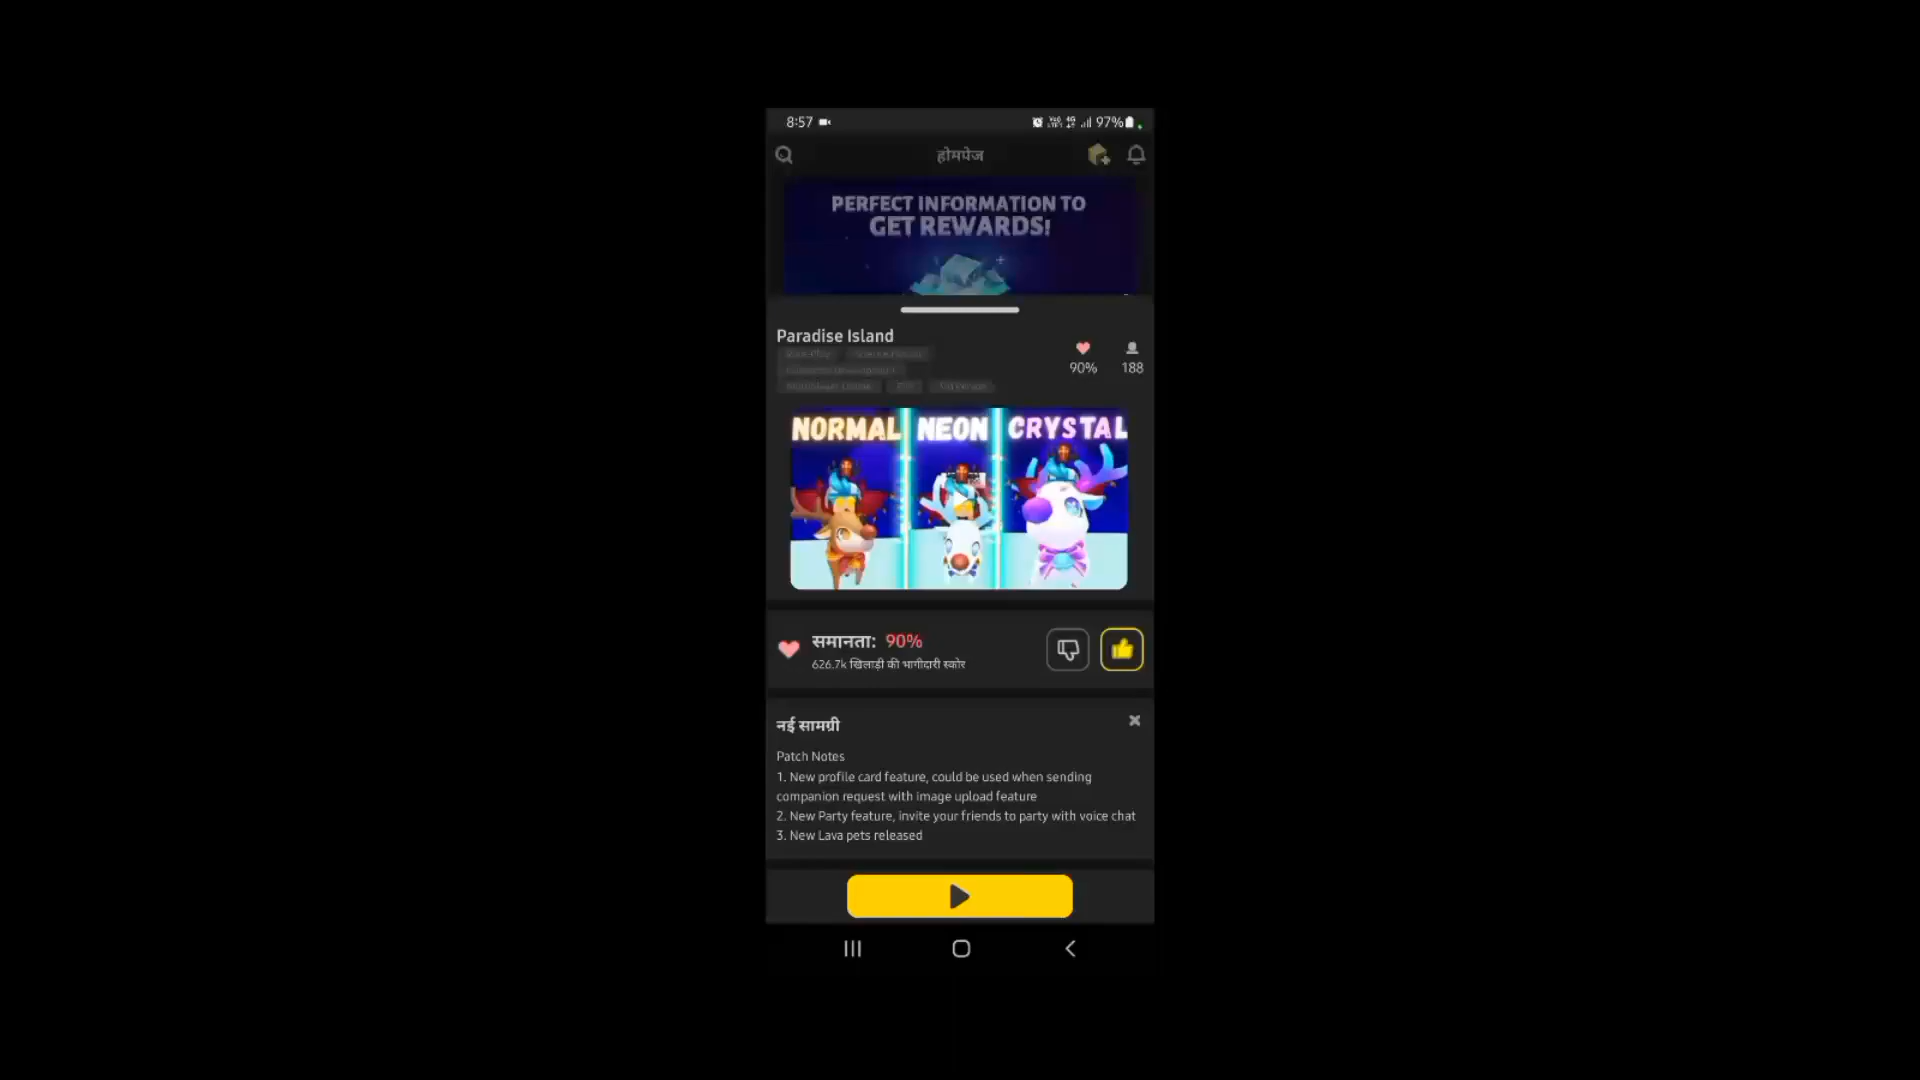 8:57 97%
होमपेज
PERFECT INFORMATION TO
GET REWARDS!
Paradise Island
90% 188
NORMAL NEON CRYSTAL
समानता: 90%
626.7k खिलाड़ी की भागीदारी स्कोर
नई सामग्री
Patch Notes
1. New profile card feature, could be used when sending
companion request with image upload feature
2. New Party feature, invite your friends to party with voice chat
3. New Lava pets released